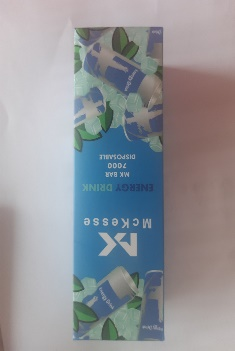 MK
McKesse
ENERGY DRINK
MK BAR
7000
DISPOSABLE